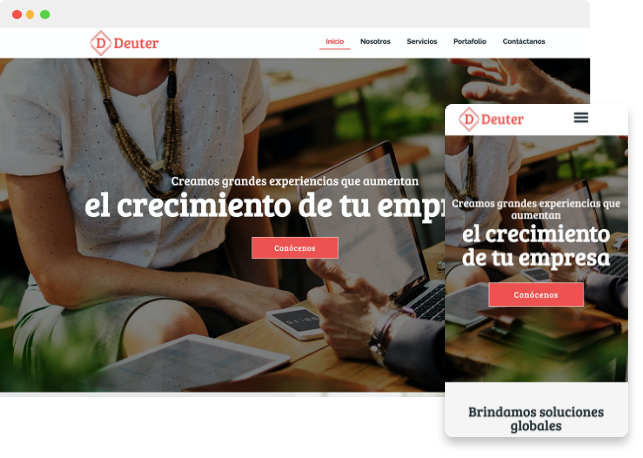 D Deuter
Inicio Nosotros Servicios Portafolio Contáctanos
Creamos grandes experiencias que aumentan
el crecimiento de tu empr
Conócenos
D Deuter
Creamos grandes experiencias que
aumentan
el crecimiento
de tu empresa
Conócenos
Brindamos soluciones
globales